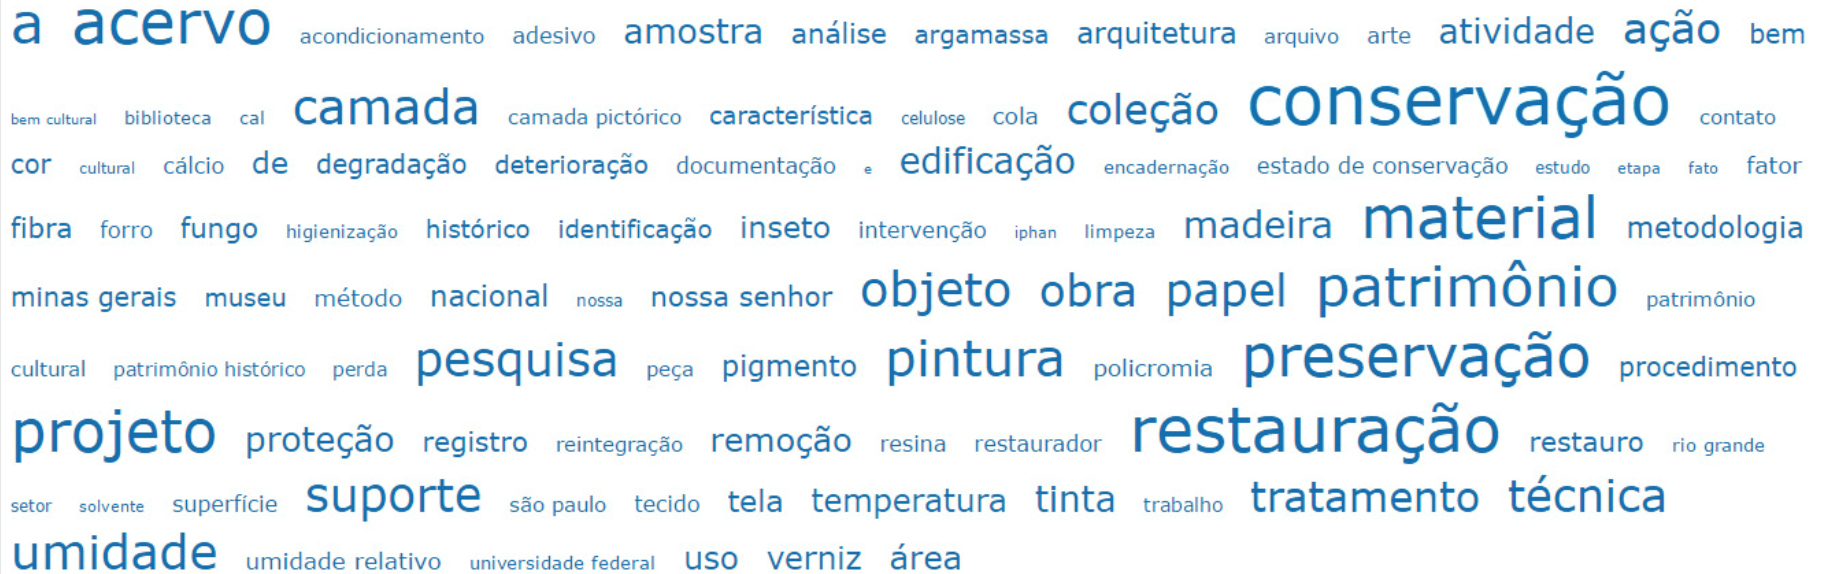 a acervo acondicionamento adesivo amostra análise argamassa arquitetura arquivo arte atividade ação bem
bem cultural biblioteca cal camada camada pictórico característica celulose cola coleção conservação contato
cor cultural cálcio de degradação deterioração documentação e edificação encadernação estado de conservação estudo etapa fato fator
fibra forro fungo higienização histórico identificação inseto intervenção iphan limpeza madeira material metodologia
minas gerais museu método nacional nossa nossa senhor objeto obra papel patrimônio patrimônio
cultural patrimônio histórico perda pesquisa peça pigmento pintura policromia preservação procedimento
projeto proteção registro reintegração remoção resina restaurador restauração restauro rio grande
setor solvente superfície suporte são paulo tecido tela temperatura tinta trabalho tratamento técnica
umidade umidade relativo universidade federal uso verniz área